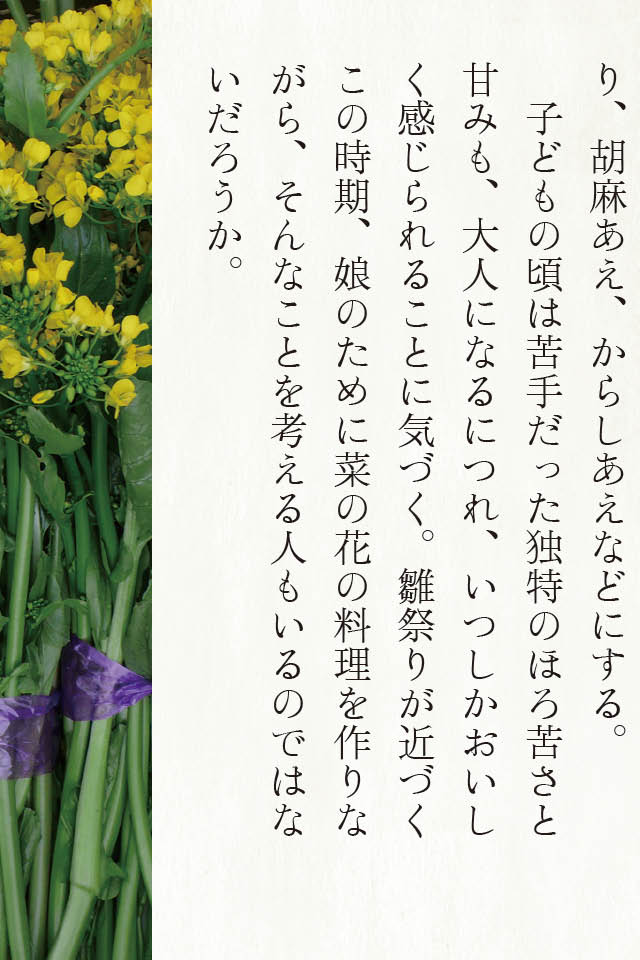 り、胡麻あえ、からしあえなどにする。
　子どもの頃は苦手だった独特のほろ苦さと
甘みも、大人になるにつれ、いつしかおいし
く感じられることに気づく。雛祭りが近づく
この時期、娘のために菜の花の料理を作りな
がら、そんなことを考える人もいるのではな
いだろうか。